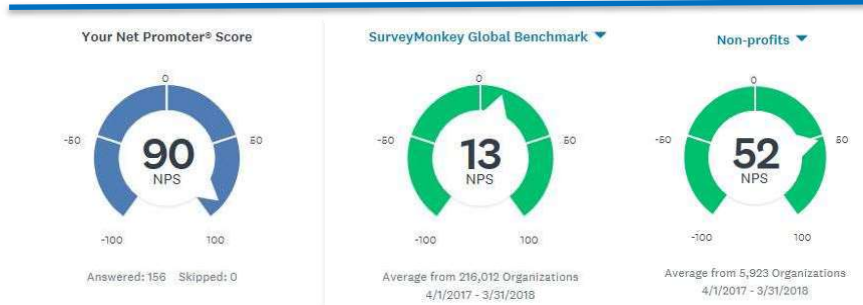 Your Net Promoter® Score
0
-50
50
90
NPS
-100
100
Answered: 156 Skipped: 0
SurveyMonkey Global Benchmark
0
-50
50
13
NPS
-100
100
Average from 216,012 Organizations
4/1/2017 - 3/31/2018
Non-profits
0
-50
50
52
NPS
-100
100
Average from 5,923 Organizations
4/1/2017 - 3/31/2018